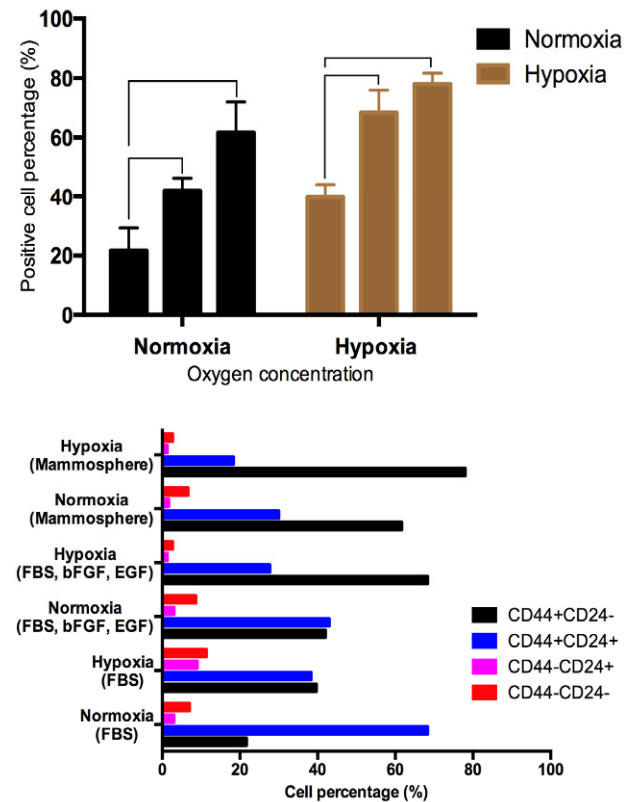 Positive cell percentage (%)
100
80
60
40
20
0
Normoxia
Hypoxia
Normoxia
Hypoxia
Oxygen concentration
Hypoxia
(Mammosphere)
Normoxia
(Mammosphere)
Hypoxia
(FBS, bFGF, EGF)
Normoxia
(FBS, bFGF, EGF)
Hypoxia
(FBS)
Normoxia
(FBS)
CD44+CD24-
CD44+CD24+
CD44-CD24+
CD44-CD24-
0 20 40 60 80 100
Cell percentage (%)